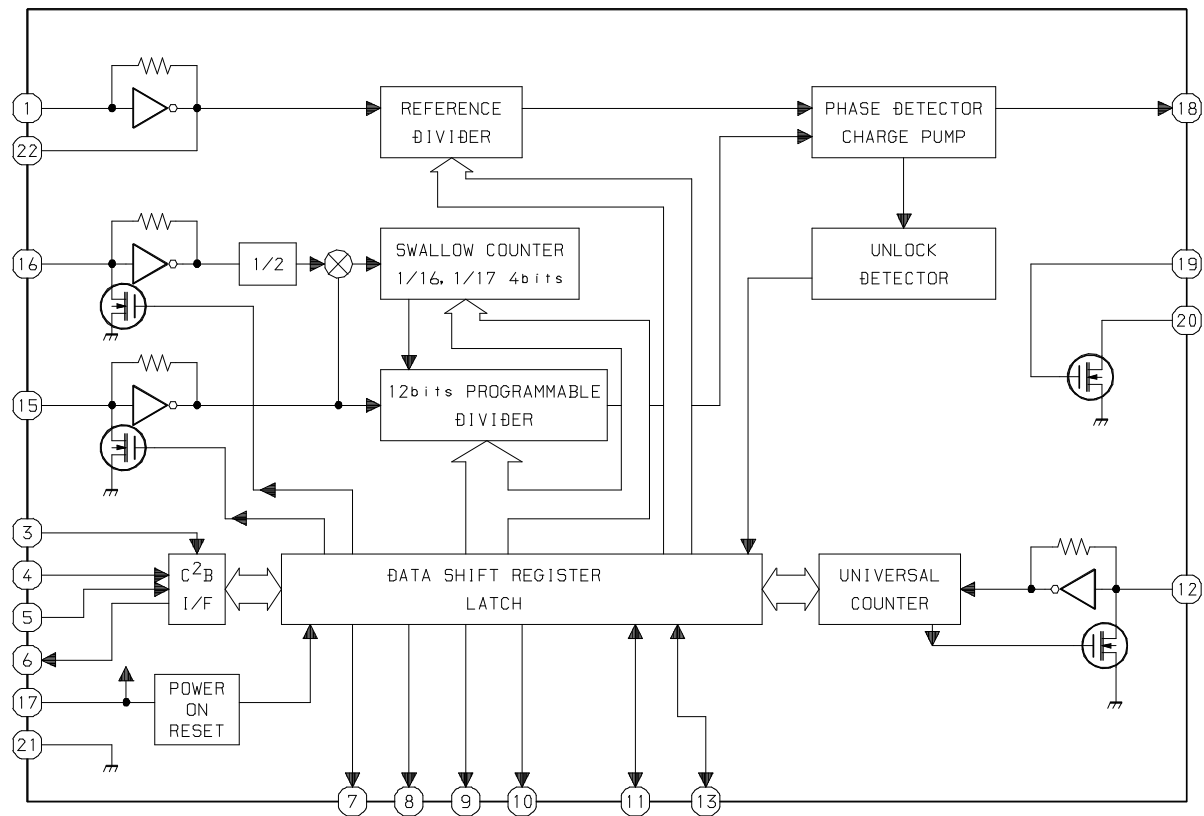 1
REFERENCE
DIVIDER
PHASE DETECTOR
CHARGE PUMP
18
22
16
1/2
SWALLOW COUNTER
1/16, 1/17 4bits
UNLOCK
DETECTOR
19
20
15
12bits PROGRAMMABLE
DIVIDER
3
4
5
6
C²B
I/F
DATA SHIFT REGISTER
LATCH
UNIVERSAL
COUNTER
12
17
POWER
ON
RESET
21
7
8
9
10
11
13